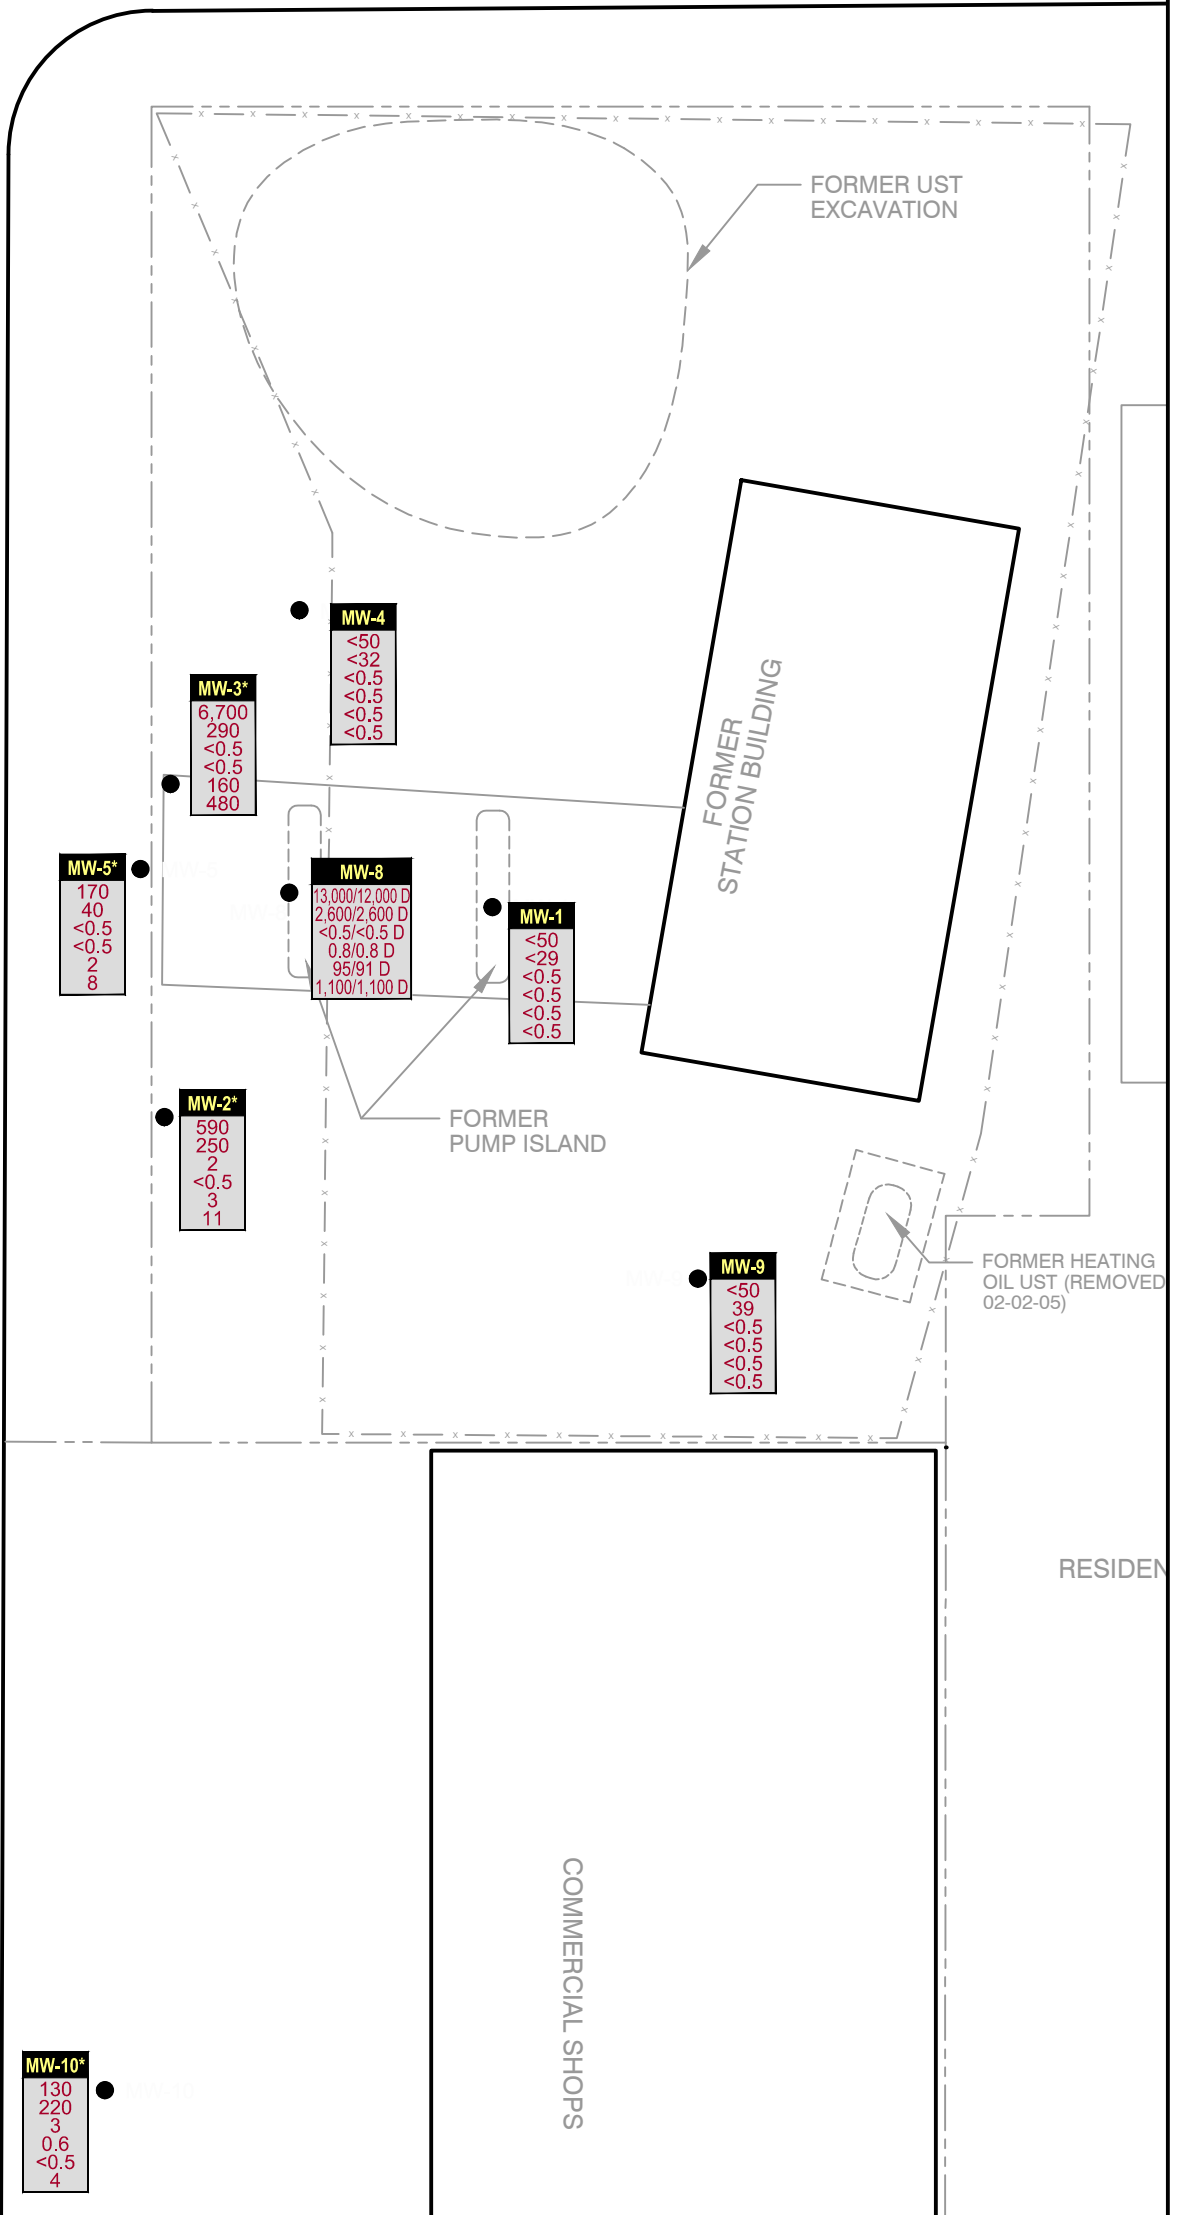 FORMER UST
EXCAVATION
MW-4
<50
<32
<0.5
<0.5
<0.5
<0.5
MW-3*
6,700
290
<0.5
<0.5
160
480
FORMER
STATION BUILDING
MW-5*
170
40
<0.5
<0.5
2
8
MW-8
13,000/12,000 D
2,600/2,600 D
<0.5/<0.5 D
0.8/0.8 D
95/91 D
1,100/1,100 D
MW-1
<50
<29
<0.5
<0.5
<0.5
<0.5
MW-2*
590
250
2
<0.5
3
11
FORMER
PUMP ISLAND
MW-9
<50
39
<0.5
<0.5
<0.5
<0.5
FORMER HEATING
OIL UST (REMOVED
02-02-05)
RESIDEN
COMMERCIAL SHOPS
MW-10*
130
220
3
0.6
<0.5
4